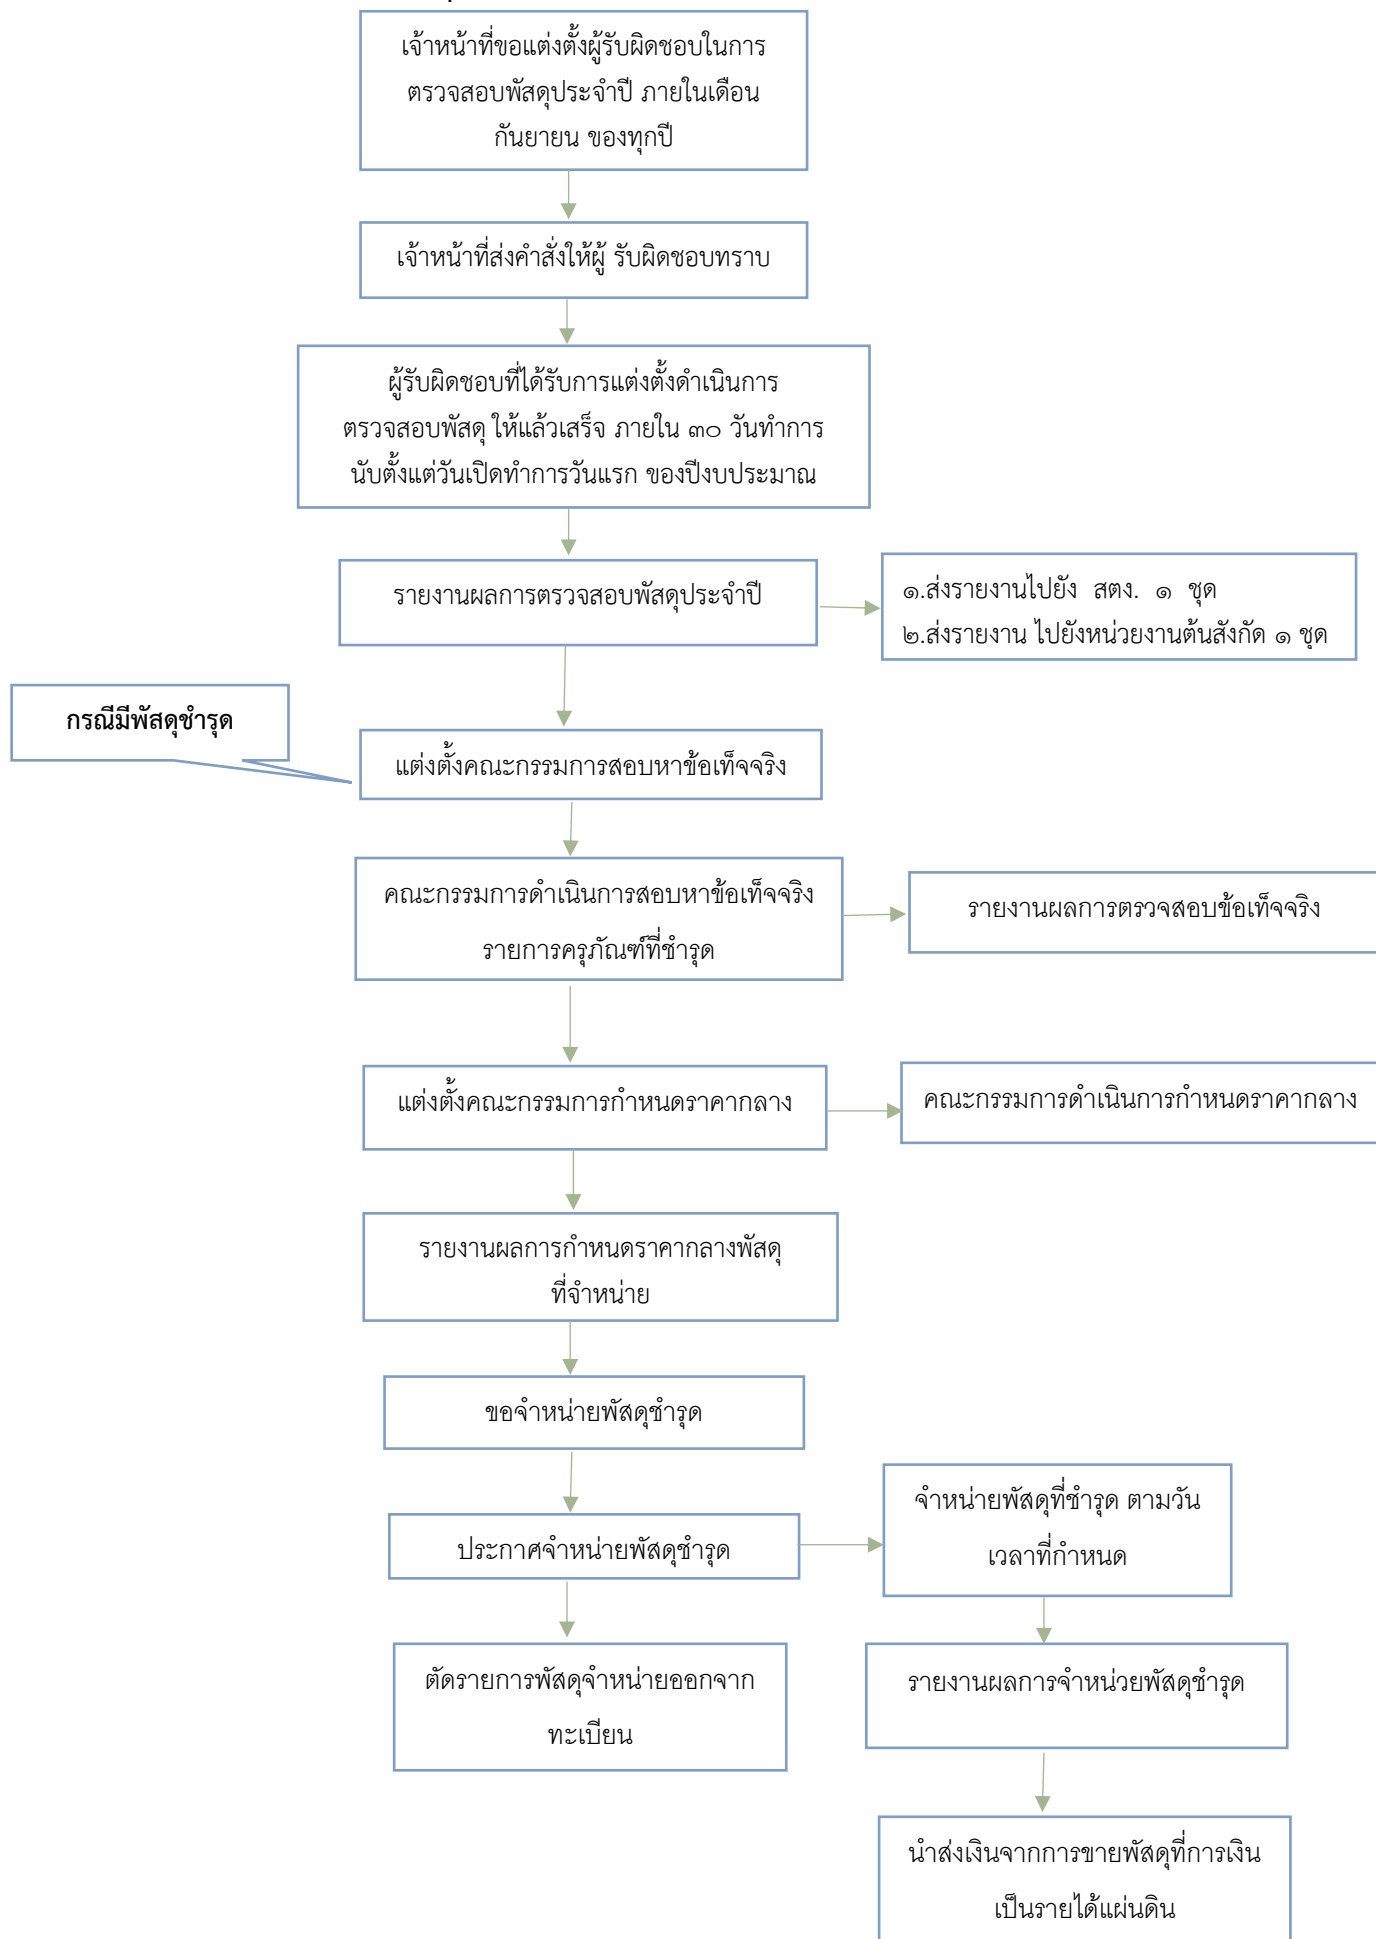 เจ้าหน้าที่ขอแต่งตั้งผู้รับผิดชอบในการ
ตรวจสอบพัสดุประจำปี ภายในเดือน
กันยายน ของทุกปี
เจ้าหน้าที่ส่งคำสั่งให้ผู้ รับผิดชอบทราบ
ผู้รับผิดชอบที่ได้รับการแต่งตั้งดำเนินการ
ตรวจสอบพัสดุ ให้แล้วเสร็จ ภายใน ๓๐ วันทำการ
นับตั้งแต่วันเปิดทำการวันแรก ของปีงบประมาณ
รายงานผลการตรวจสอบพัสดุประจำปี
๑.ส่งรายงานไปยัง สตง. ๑ ชุด
๒.ส่งรายงาน ไปยังหน่วยงานต้นสังกัด ๑ ชุด
กรณีมีพัสดุชำรุด
แต่งตั้งคณะกรรมการสอบหาข้อเท็จจริง
คณะกรรมการดำเนินการสอบหาข้อเท็จจริง
รายการครุภัณฑ์ที่ชำรุด
รายงานผลการตรวจสอบข้อเท็จจริง
แต่งตั้งคณะกรรมการกำหนดราคากลาง
คณะกรรมการดำเนินการกำหนดราคากลาง
รายงานผลการกำหนดราคากลางพัสดุ
ที่จำหน่าย
ขอจำหน่ายพัสดุชำรุด
ประกาศจำหน่ายพัสดุชำรุด
จำหน่ายพัสดุที่ชำรุด ตามวัน
เวลาที่กำหนด
ตัดรายการพัสดุจำหน่ายออกจาก
ทะเบียน
รายงานผลการจำหน่วยพัสดุชำรุด
นำส่งเงินจากการขายพัสดุที่การเงิน
เป็นรายได้แผ่นดิน